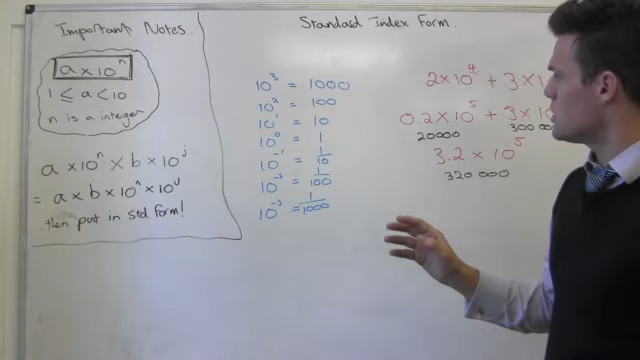 Important Notes
a × 10ⁿ
1 ≤ a < 10
n is a integer
a × 10ⁿ × b × 10ʲ
= a × b × 10ⁿ × 10ʲ
then put in std form!
Standard Index Form.
10³ = 1000
10² = 100
10¹ = 10
10⁰ = 1
10⁻¹ = 1/10
10⁻² = 1/100
10⁻³ = 1/1000
2×10⁴ + 3×1
0.2×10⁵ + 3×10
20000 300000
3.2 × 10⁵
320 000